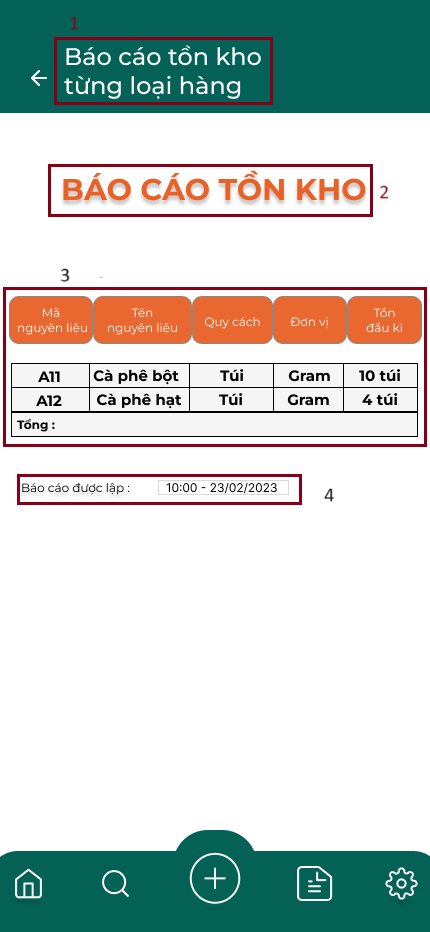 1
Báo cáo tồn kho
từng loại hàng
BÁO CÁO TỒN KHO 2
3
Mã nguyên liệu Tên nguyên liệu Quy cách Đơn vị Tồn đầu kì
A11 Cà phê bột Túi Gram 10 túi
A12 Cà phê hạt Túi Gram 4 túi
Tổng :
Báo cáo được lập : 10:00 - 23/02/2023 4